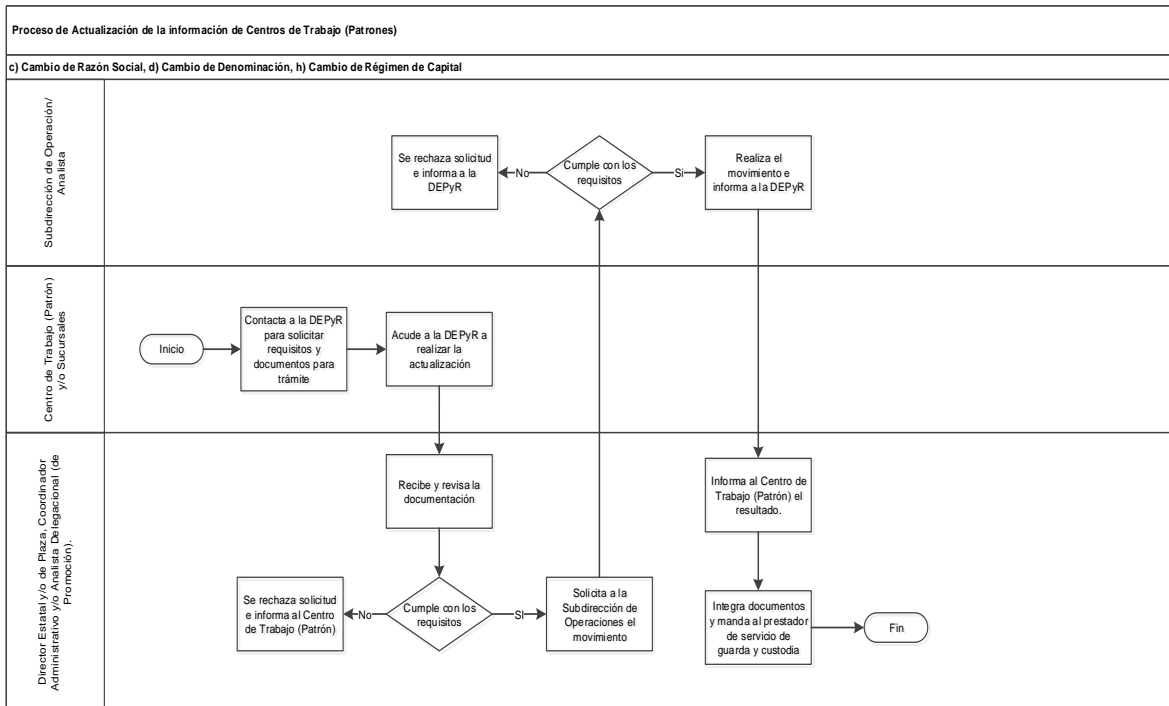 Proceso de Actualización de la información de Centros de Trabajo (Patrones)
c) Cambio de Razón Social, d) Cambio de Denominación, h) Cambio de Régimen de Capital
Subdirección de Operación/
Analista
Se rechaza solicitud
e informa a la
DEPyR
No
Cumple con los
requisitos
Si
Realiza el
movimiento e
informa a la DEPyR
Centro de Trabajo (Patrón)
y/o Sucursales
Inicio
Contacta a la DEPyR
para solicitar
requisitos y
documentos para
trámite
Acude a la DEPyR a
realizar la
actualización
Director Estatal y/o de Plaza, Coordinador
Administrativo y/o Analista Delegacional (de
Promoción).
Recibe y revisa la
documentación
Se rechaza solicitud
e informa al Centro
de Trabajo (Patrón)
No
Cumple con los
requisitos
SI
Solicita a la
Subdirección de
Operaciones el
movimiento
Informa al Centro de
Trabajo (Patrón) el
resultado.
Integra documentos
y manda al prestador
de servicio de
guarda y custodia
Fin